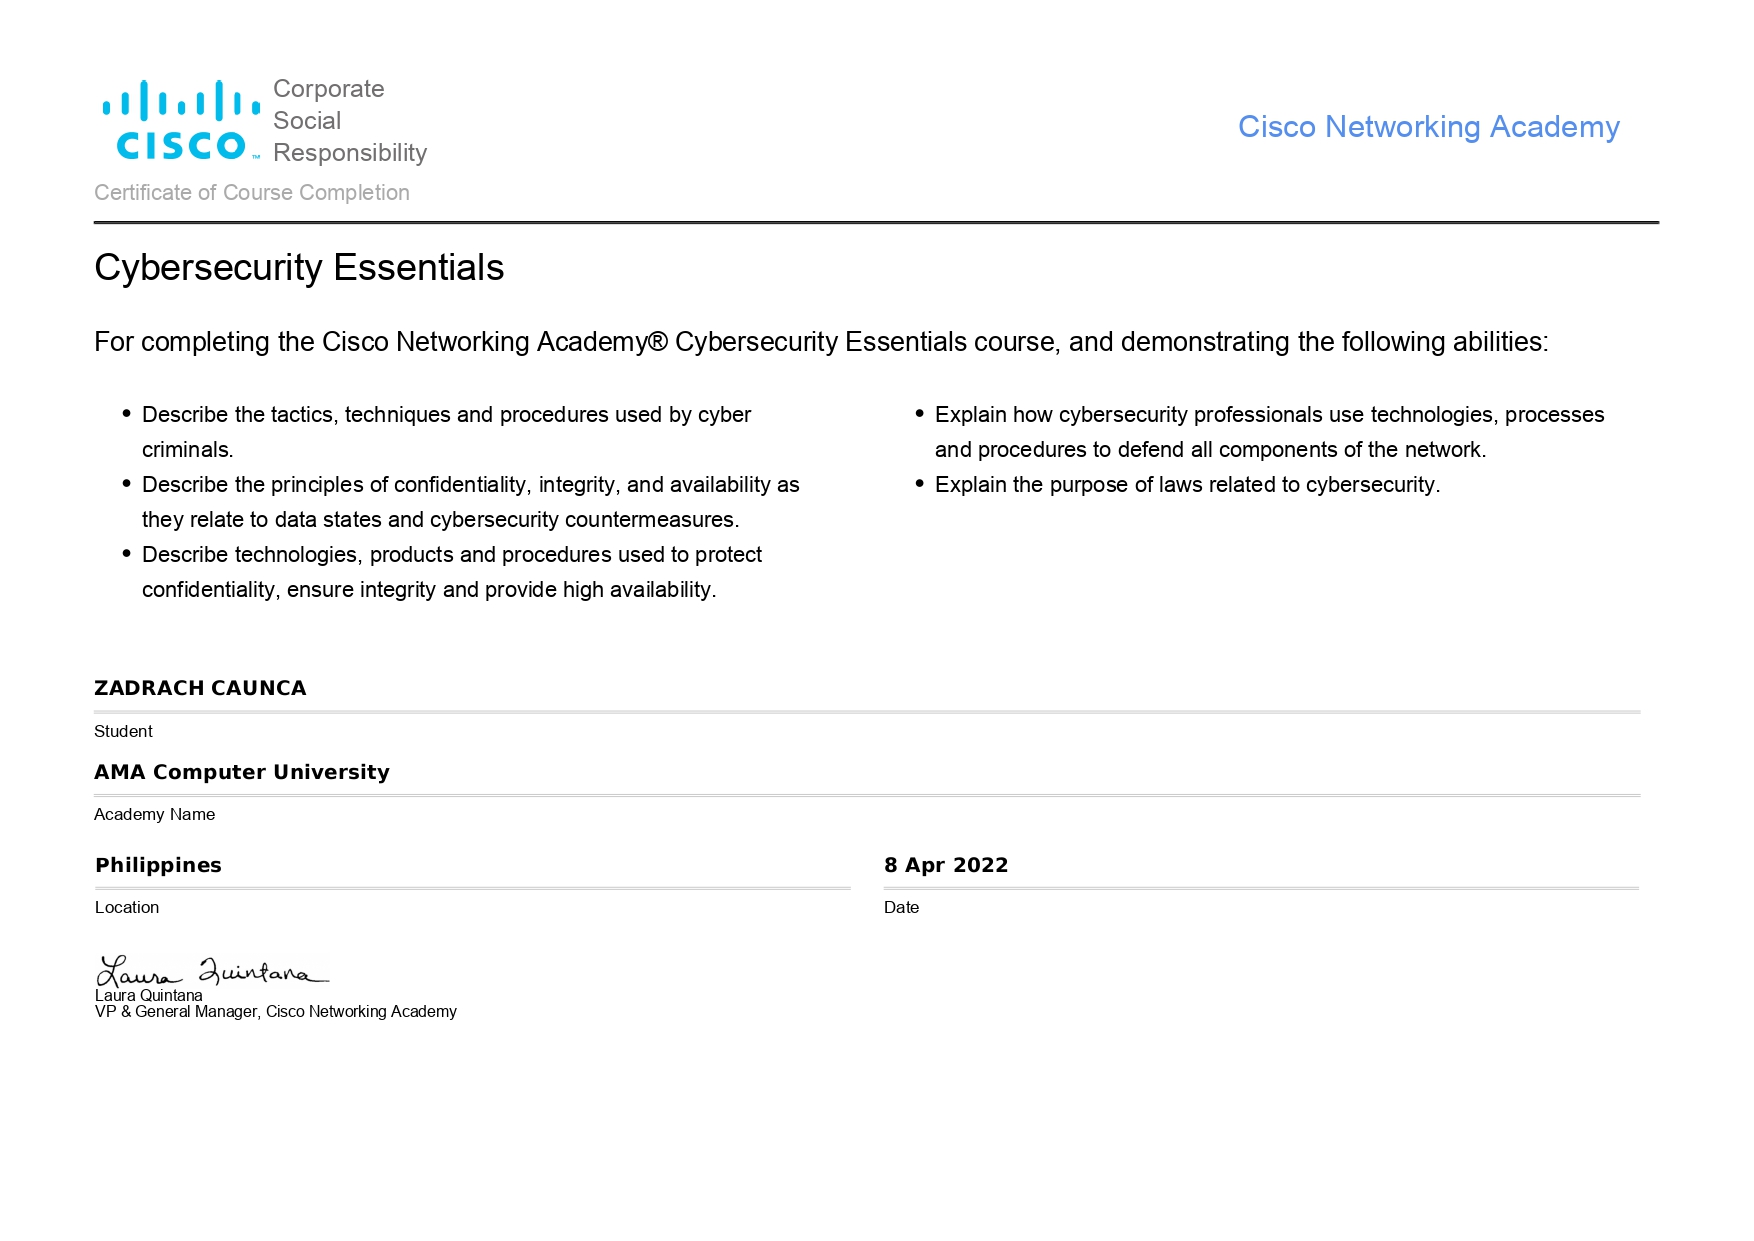 Corporate
Social
Responsibility
CISCO™
Cisco Networking Academy
Certificate of Course Completion
Cybersecurity Essentials
For completing the Cisco Networking Academy® Cybersecurity Essentials course, and demonstrating the following abilities:
• Describe the tactics, techniques and procedures used by cyber
criminals.
• Describe the principles of confidentiality, integrity, and availability as
they relate to data states and cybersecurity countermeasures.
• Describe technologies, products and procedures used to protect
confidentiality, ensure integrity and provide high availability.
• Explain how cybersecurity professionals use technologies, processes
and procedures to defend all components of the network.
• Explain the purpose of laws related to cybersecurity.
ZADRACH CAUNCA
Student
AMA Computer University
Academy Name
Philippines
Location
8 Apr 2022
Date
Laura Quintana
Laura Quintana
VP & General Manager, Cisco Networking Academy